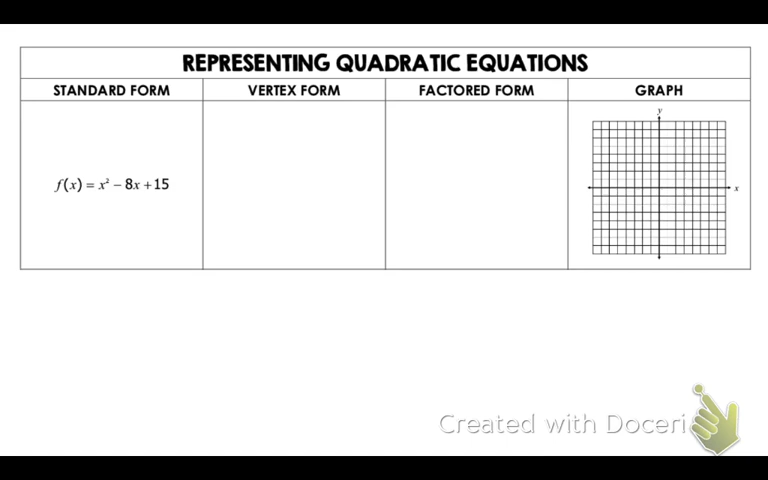 REPRESENTING QUADRATIC EQUATIONS
STANDARD FORM
VERTEX FORM
FACTORED FORM
GRAPH
f(x) = x² − 8x + 15
y
x
Created with Doceri